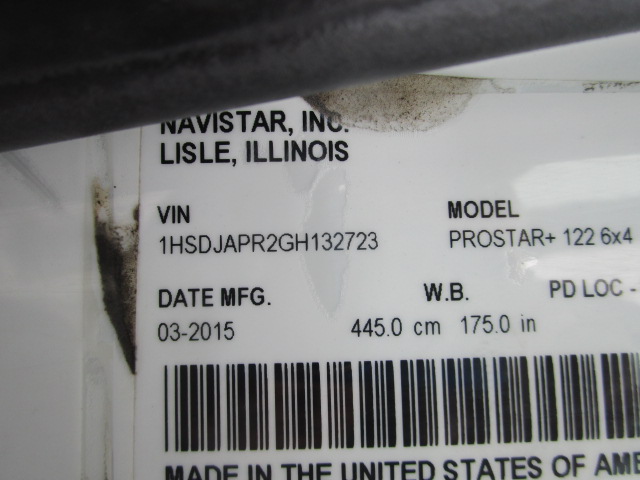 NAVISTAR, INC.
LISLE, ILLINOIS
VIN MODEL
1HSDJAPR2GH132723 PROSTAR+ 122 6x4
DATE MFG. W.B. PD LOC -
03-2015 445.0 cm 175.0 in
MADE IN THE UNITED STATES OF AME